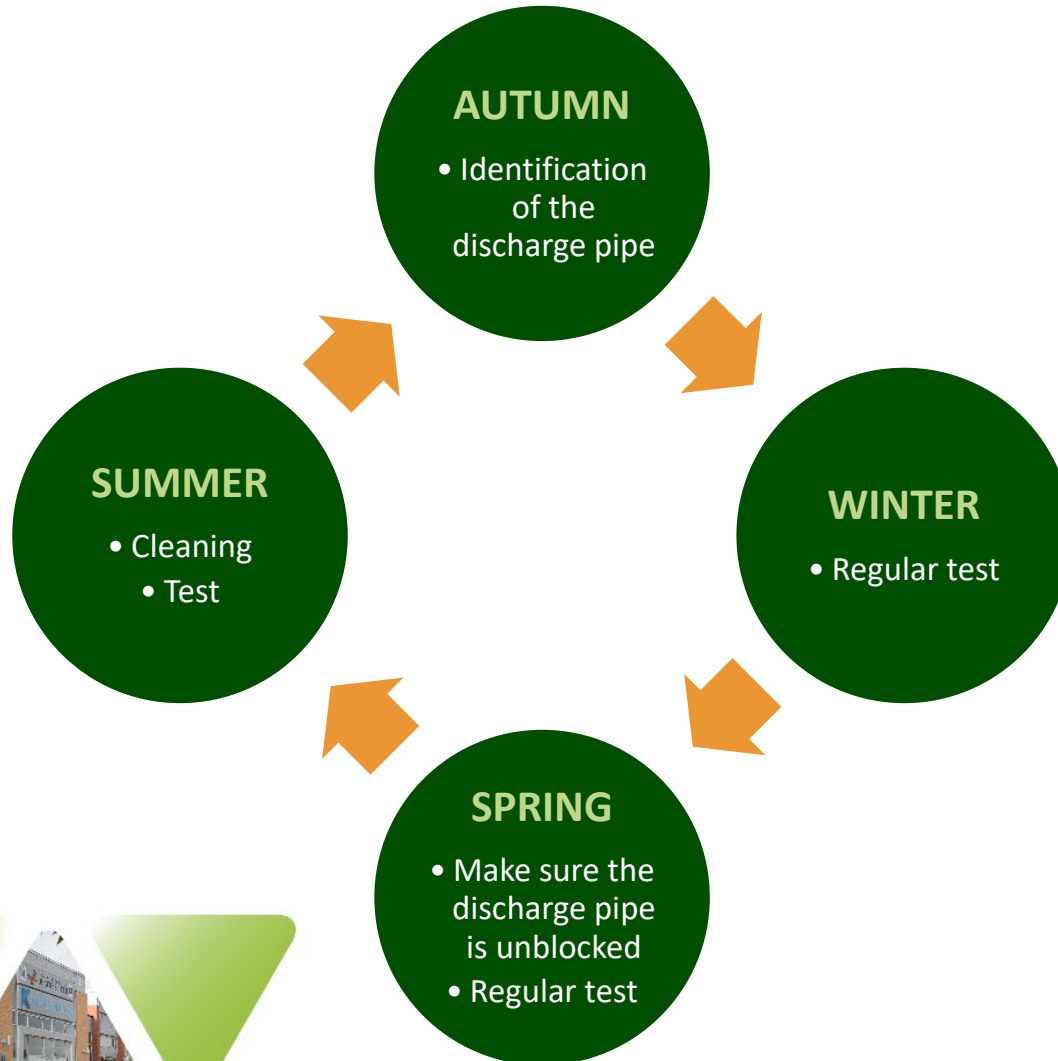 AUTUMN
• Identification
of the
discharge pipe
WINTER
• Regular test
SPRING
• Make sure the
discharge pipe
is unblocked
• Regular test
SUMMER
• Cleaning
• Test